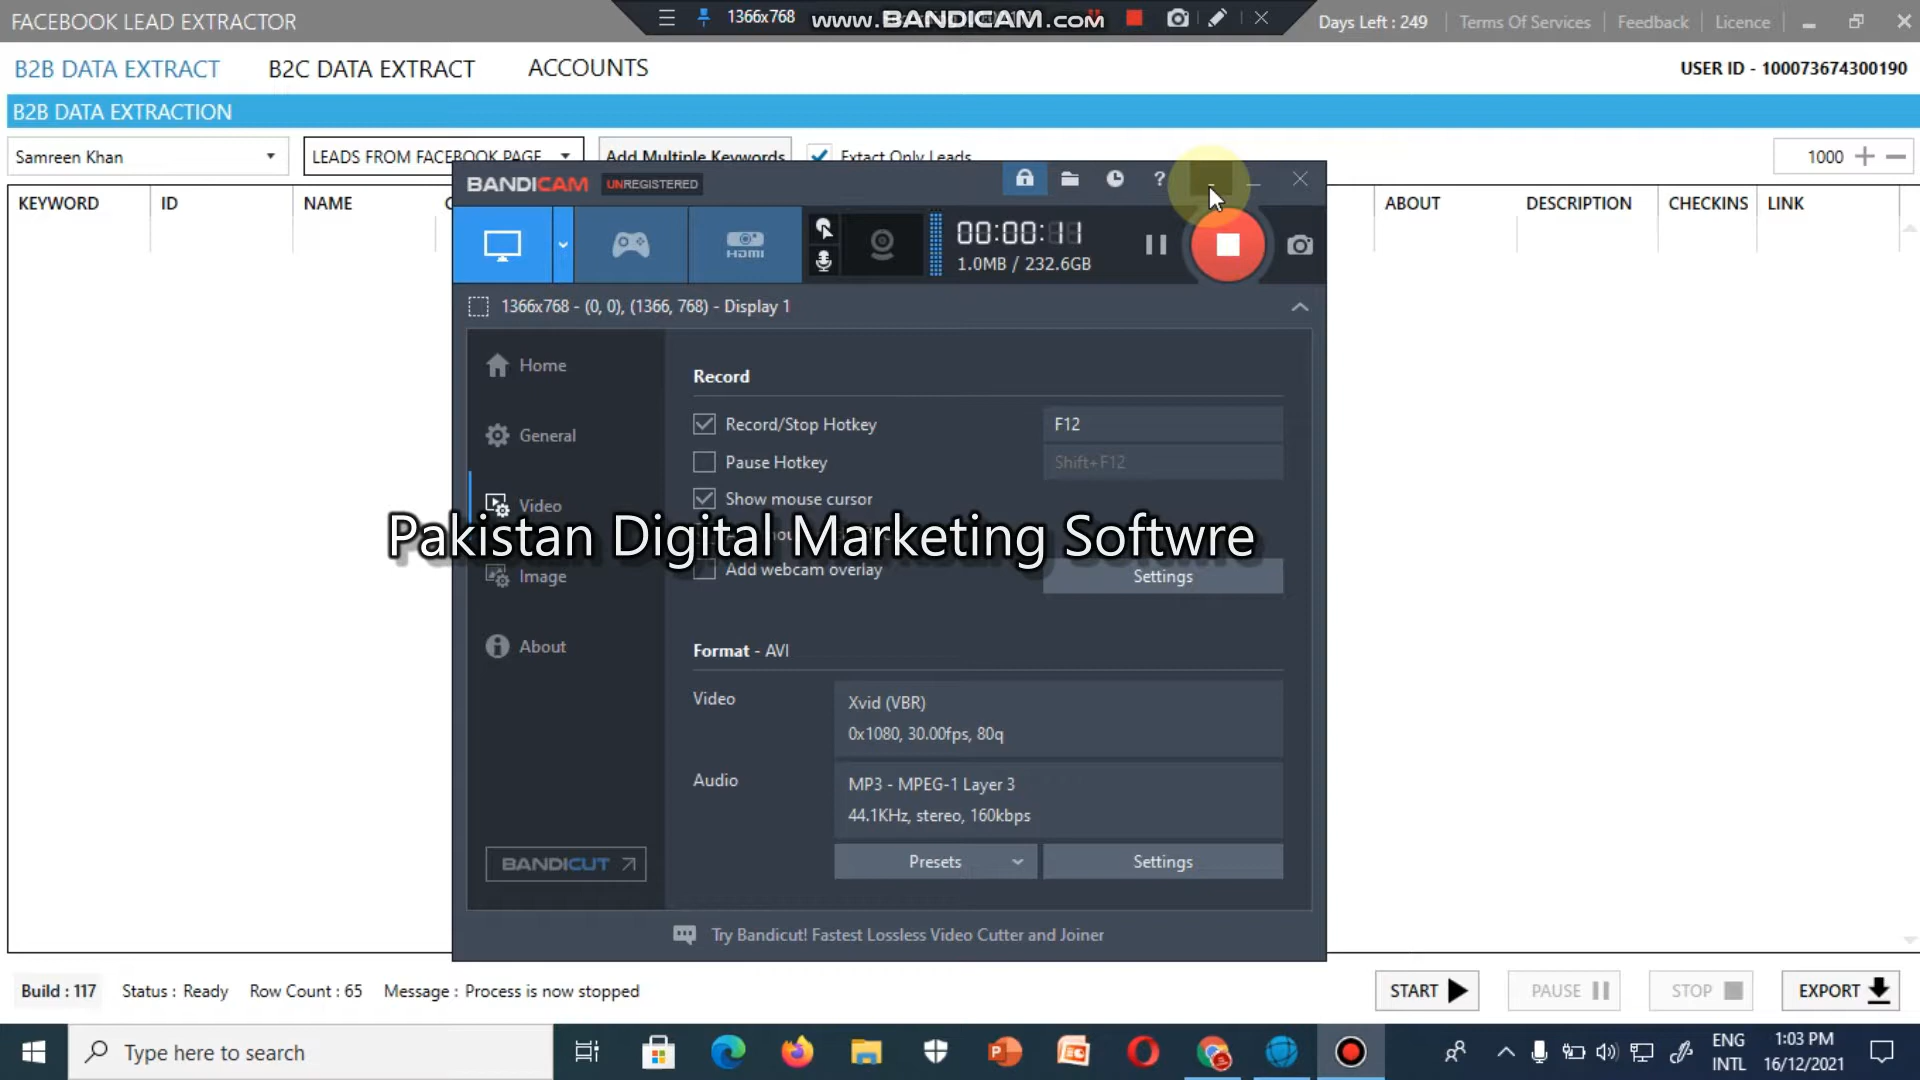 FACEBOOK LEAD EXTRACTOR
1366x768
www.BANDICAM.com
Days Left : 249
Terms Of Services
Feedback
Licence
B2B DATA EXTRACT
B2C DATA EXTRACT
ACCOUNTS
USER ID - 100073674300190
B2B DATA EXTRACTION
Samreen Khan
LEADS FROM FACEBOOK PAGE
Add Multiple Keywords
Extact Only Leads
1000
KEYWORD
ID
NAME
ABOUT
DESCRIPTION
CHECKINS
LINK
BANDICAM
UNREGISTERED
?
HDMI
00:00:11
1.0MB / 232.6GB
1366x768 - (0, 0), (1366, 768) - Display 1
Home
General
Video
Image
About
BANDICUT
Record
Record/Stop Hotkey
F12
Pause Hotkey
Shift+F12
Show mouse cursor
Pakistan Digital Marketing Softwre
Add webcam overlay
Settings
Format - AVI
Video
Xvid (VBR)
0x1080, 30.00fps, 80q
Audio
MP3 - MPEG-1 Layer 3
44.1KHz, stereo, 160kbps
Presets
Settings
Try Bandicut! Fastest Lossless Video Cutter and Joiner
Build : 117
Status : Ready
Row Count : 65
Message : Process is now stopped
START
PAUSE
STOP
EXPORT
Type here to search
ENG
INTL
1:03 PM
16/12/2021